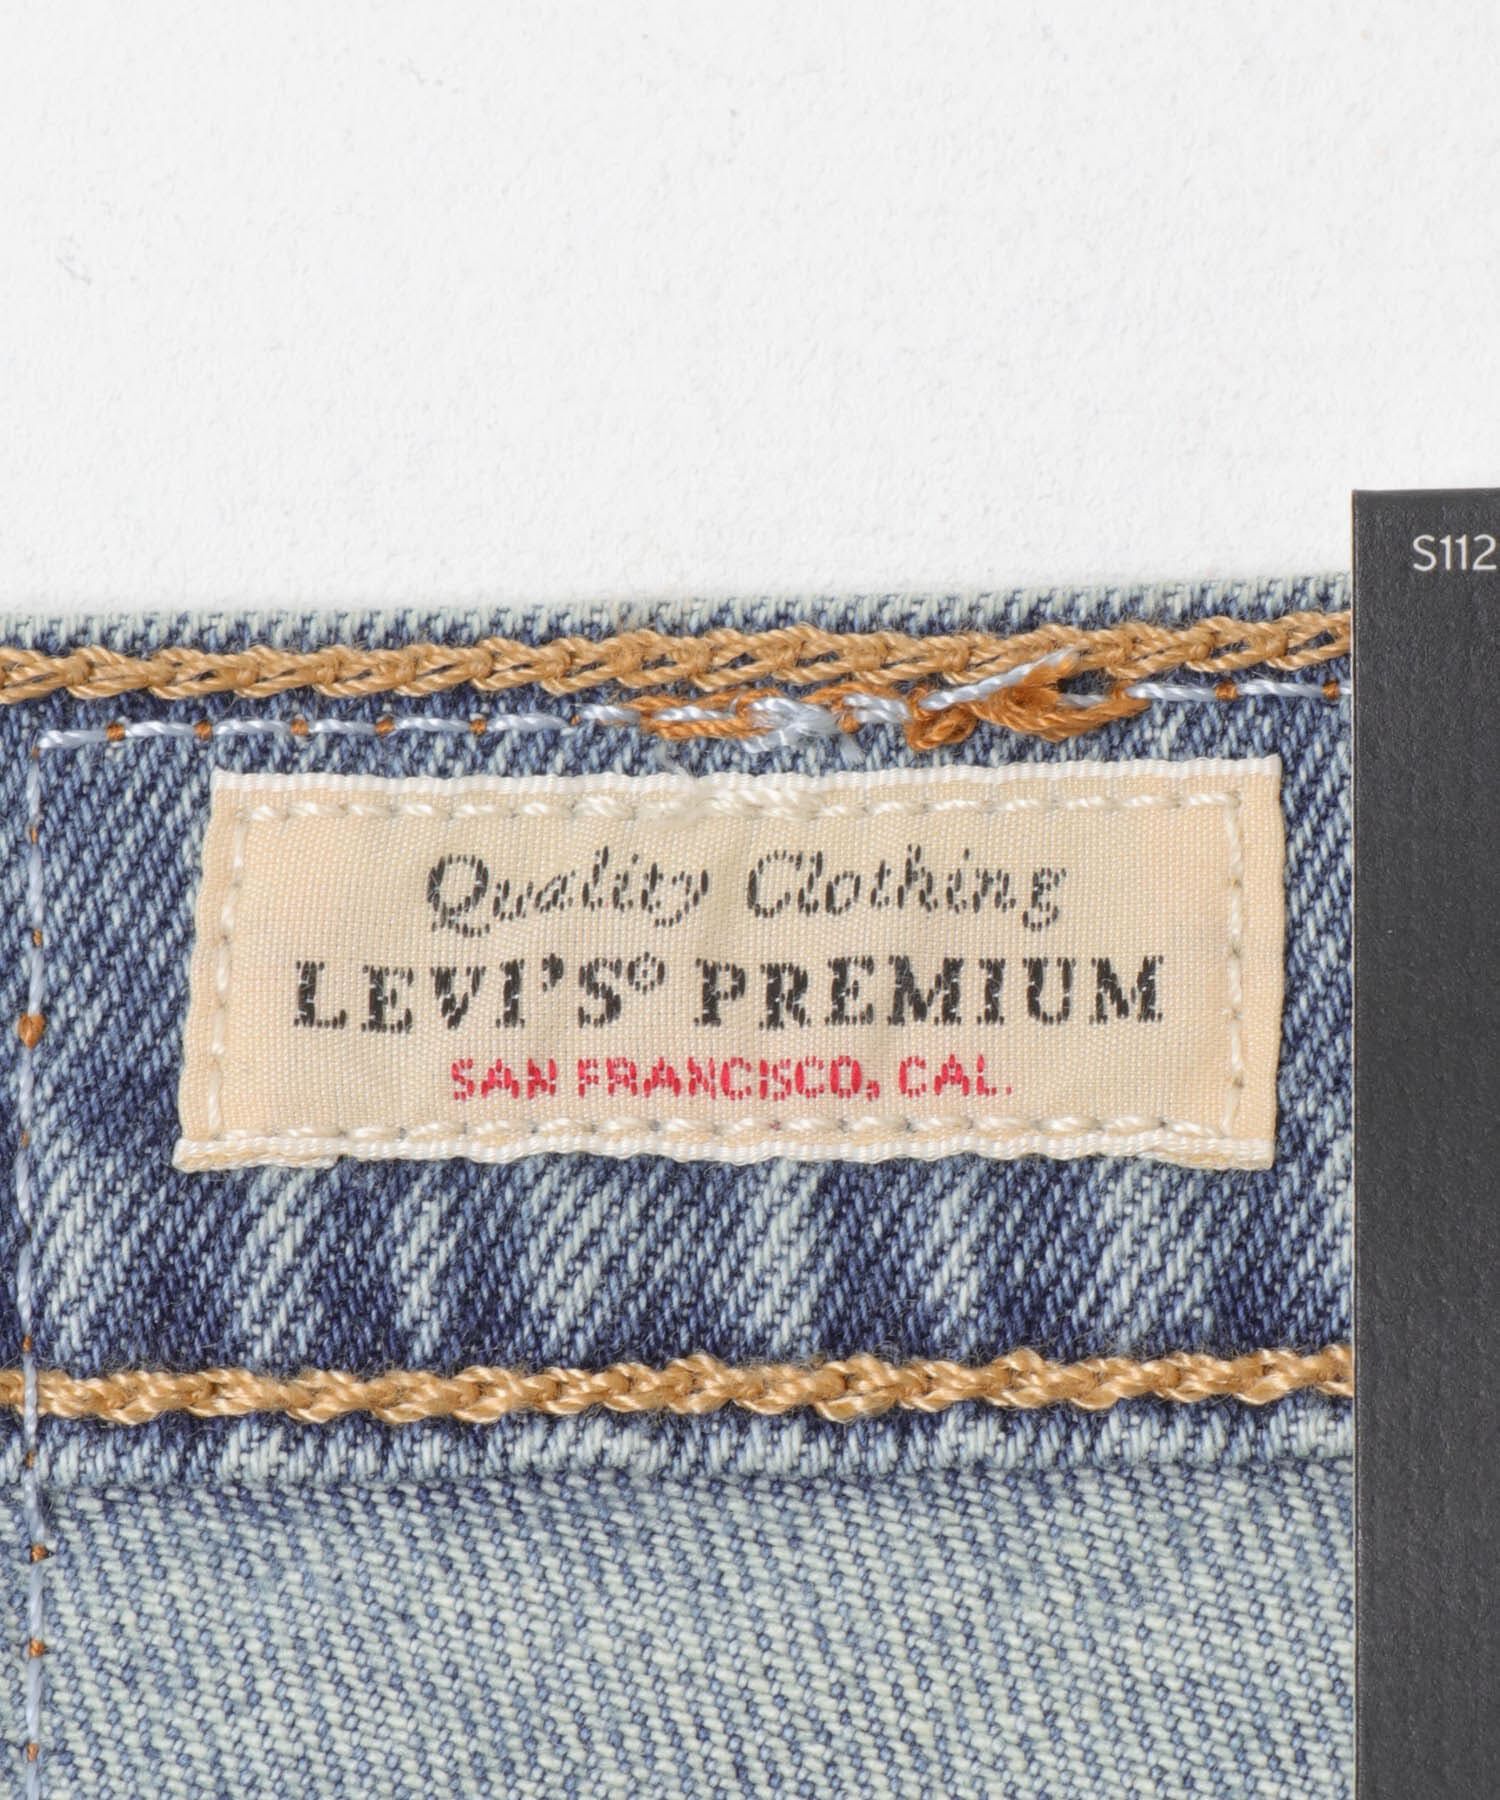 S112
Quality Clothing
LEVI'S® PREMIUM
SAN FRANCISCO, CAL.